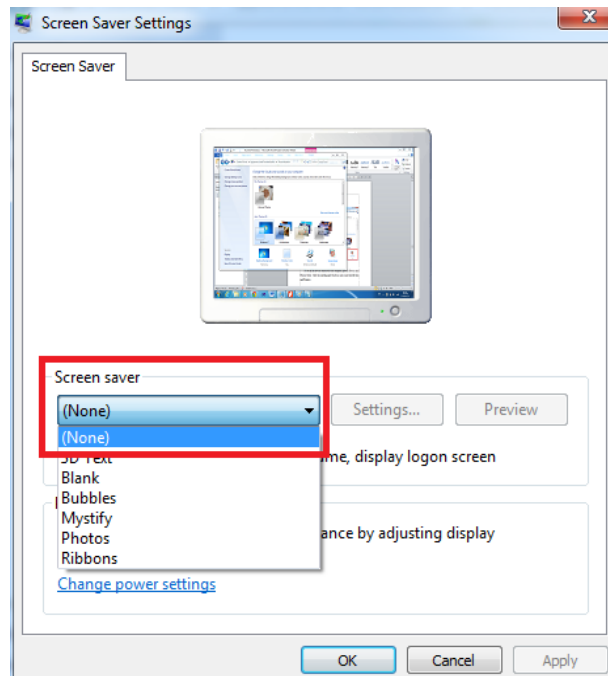 Screen Saver Settings
Screen Saver
Screen saver
(None)
Settings...
Preview
(None)
3D Text
me, display logon screen
Blank
Bubbles
Mystify
Photos
ance by adjusting display
Ribbons
Change power settings
OK
Cancel
Apply